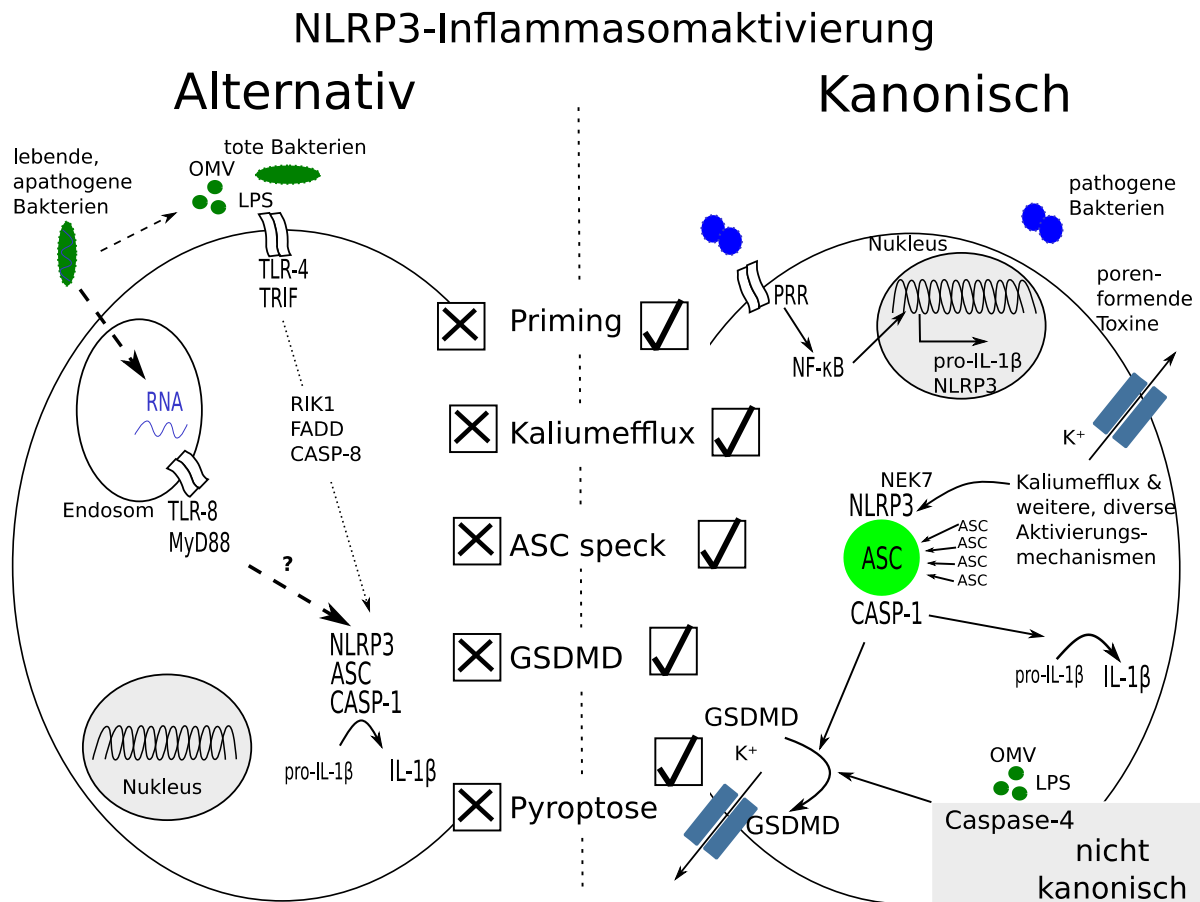 NLRP3-Inflammasomaktivierung
Alternativ
Kanonisch
lebende,
apathogene
Bakterien
OMV
tote Bakterien
LPS
TLR-4
TRIF
RNA
Endosom
TLR-8
MyD88
RIK1
FADD
CASP-8
?
NLRP3
ASC
CASP-1
pro-IL-1β
IL-1β
Nukleus
Priming
Kaliumefflux
ASC speck
GSDMD
Pyroptose
pathogene
Bakterien
Nukleus
PRR
NF-κB
pro-IL-1β
NLRP3
poren-
formende
Toxine
K⁺
Kaliumefflux &
weitere, diverse
Aktivierungs-
mechanismen
NEK7
NLRP3
ASC
ASC
ASC
ASC
ASC
CASP-1
pro-IL-1β
IL-1β
GSDMD
K⁺
GSDMD
OMV
LPS
Caspase-4
nicht
kanonisch